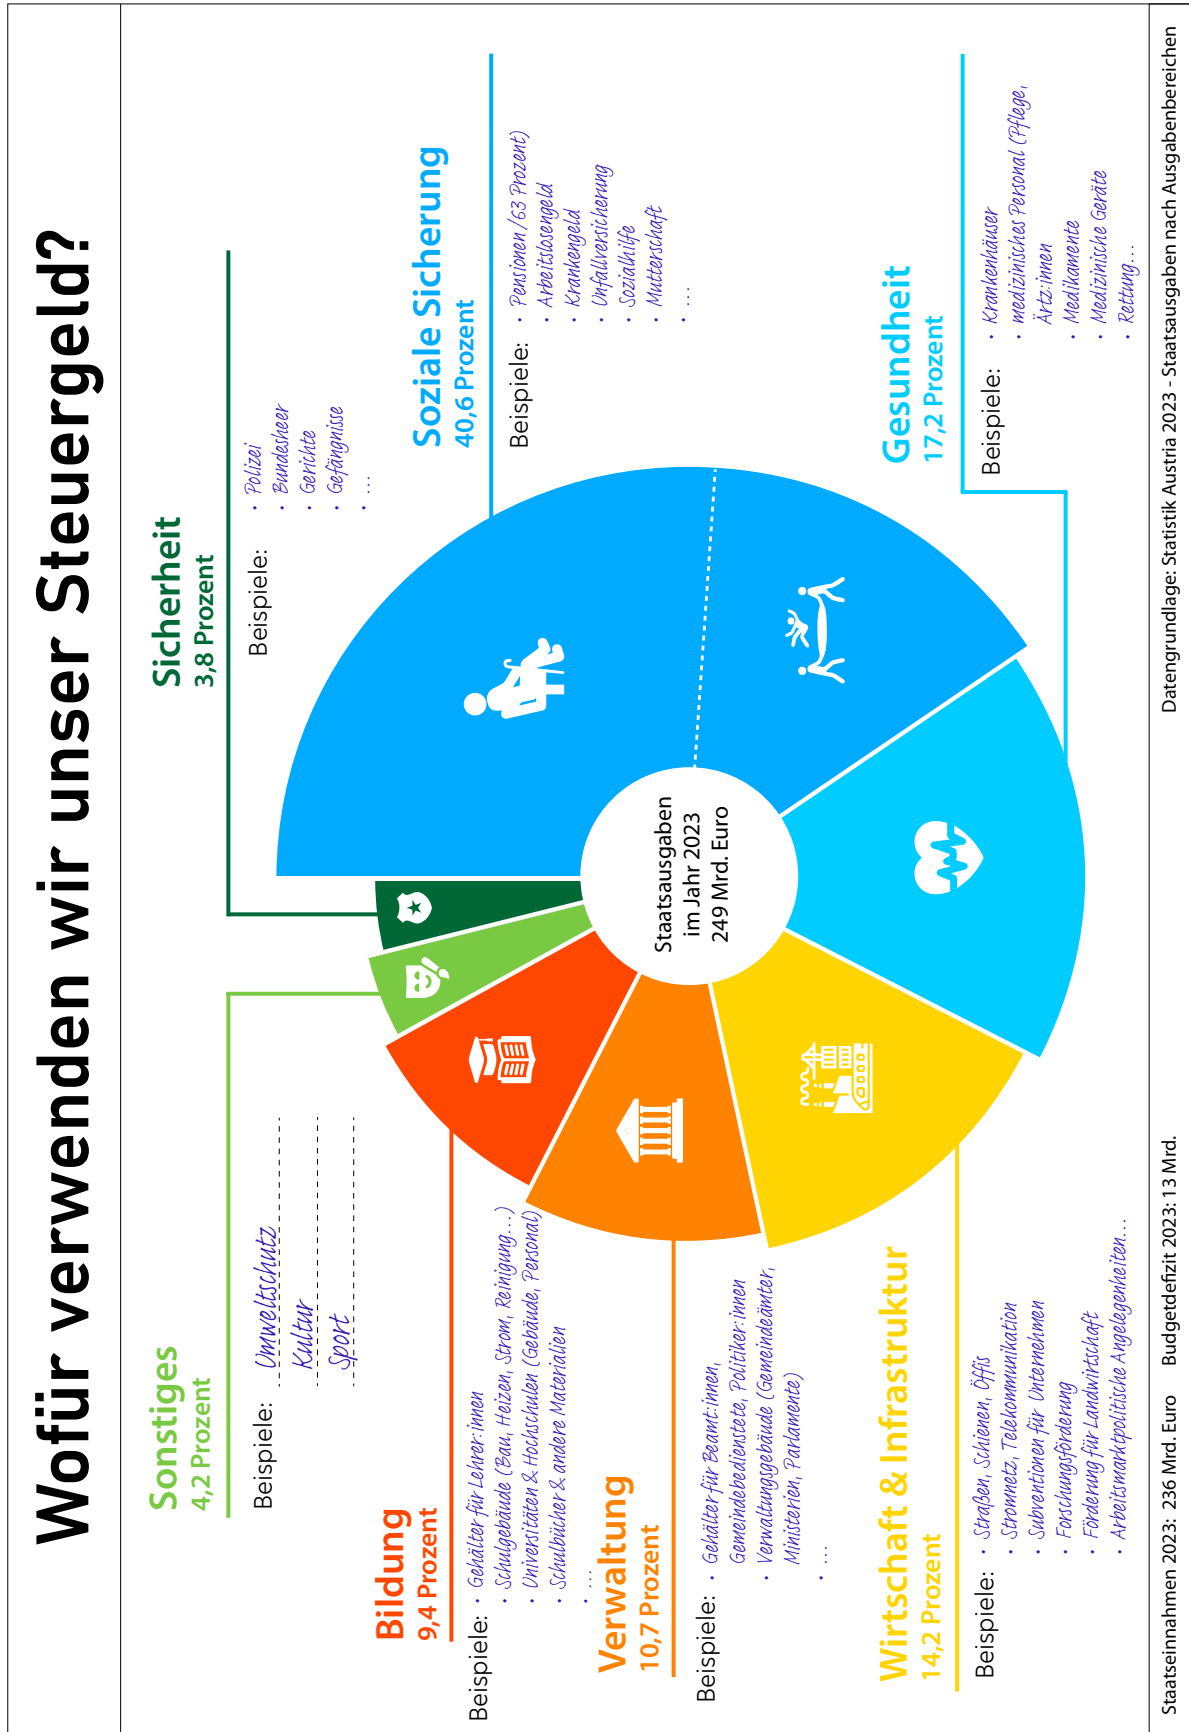 Wofür verwenden wir unser Steuergeld?
Sonstiges
4,2 Prozent
Beispiele:
Umweltschutz
Kultur
Sport
Sicherheit
3,8 Prozent
Beispiele:
• Polizei
• Bundesheer
• Gerichte
• Gefängnisse
• ...
Bildung
9,4 Prozent
Beispiele:
• Gehälter für Lehrer:innen
• Schulgebäude (Bau, Heizen, Strom, Reinigung...)
• Universitäten & Hochschulen (Gebäude, Personal)
• Schulbücher & andere Materialien
• ...
Soziale Sicherung
40,6 Prozent
Beispiele:
• Pensionen / 63 Prozent)
• Arbeitslosengeld
• Krankengeld
• Unfallversicherung
• Sozialhilfe
• Mutterschaft
• ...
Staatsausgaben
im Jahr 2023
249 Mrd. Euro
Verwaltung
10,7 Prozent
Beispiele:
• Gehälter für Beamt:innen,
Gemeindebedienstete, Politiker:innen
• Verwaltungsgebäude (Gemeindeämter,
Ministerien, Parlamente)
• ...
Wirtschaft & Infrastruktur
14,2 Prozent
Beispiele:
• Straßen, Schienen, Öffis
• Stromnetz, Telekommunikation
• Subventionen für Unternehmen
• Forschungsförderung
• Förderung für Landwirtschaft
• Arbeitsmarktpolitische Angelegenheiten...
Gesundheit
17,2 Prozent
Beispiele:
• Krankenhäuser
• medizinisches Personal (Pflege,
Ärtz:innen
• Medikamente
• Medizinische Geräte
• Rettung...
Staatseinnahmen 2023: 236 Mrd. Euro Budgetdefizit 2023: 13 Mrd.
Datengrundlage: Statistik Austria 2023 - Staatsausgaben nach Ausgabenbereichen